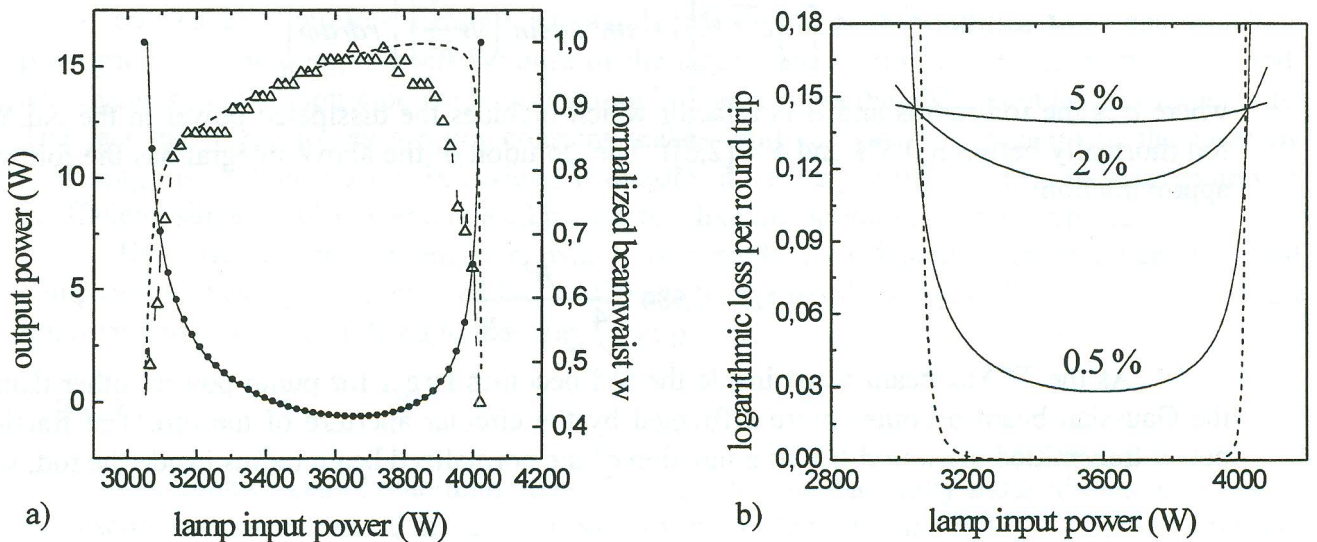 output power (W)
15
10
5
0
3000 3200 3400 3600 3800 4000 4200
lamp input power (W)
1,0
0,9
0,8
0,7
0,6
0,5
0,4
normalized beamwaist w
a)
logarithmic loss per round trip
0,18
0,15
0,12
0,09
0,06
0,03
0,00
5 %
2 %
0.5 %
2800 3200 3600 4000
lamp input power (W)
b)